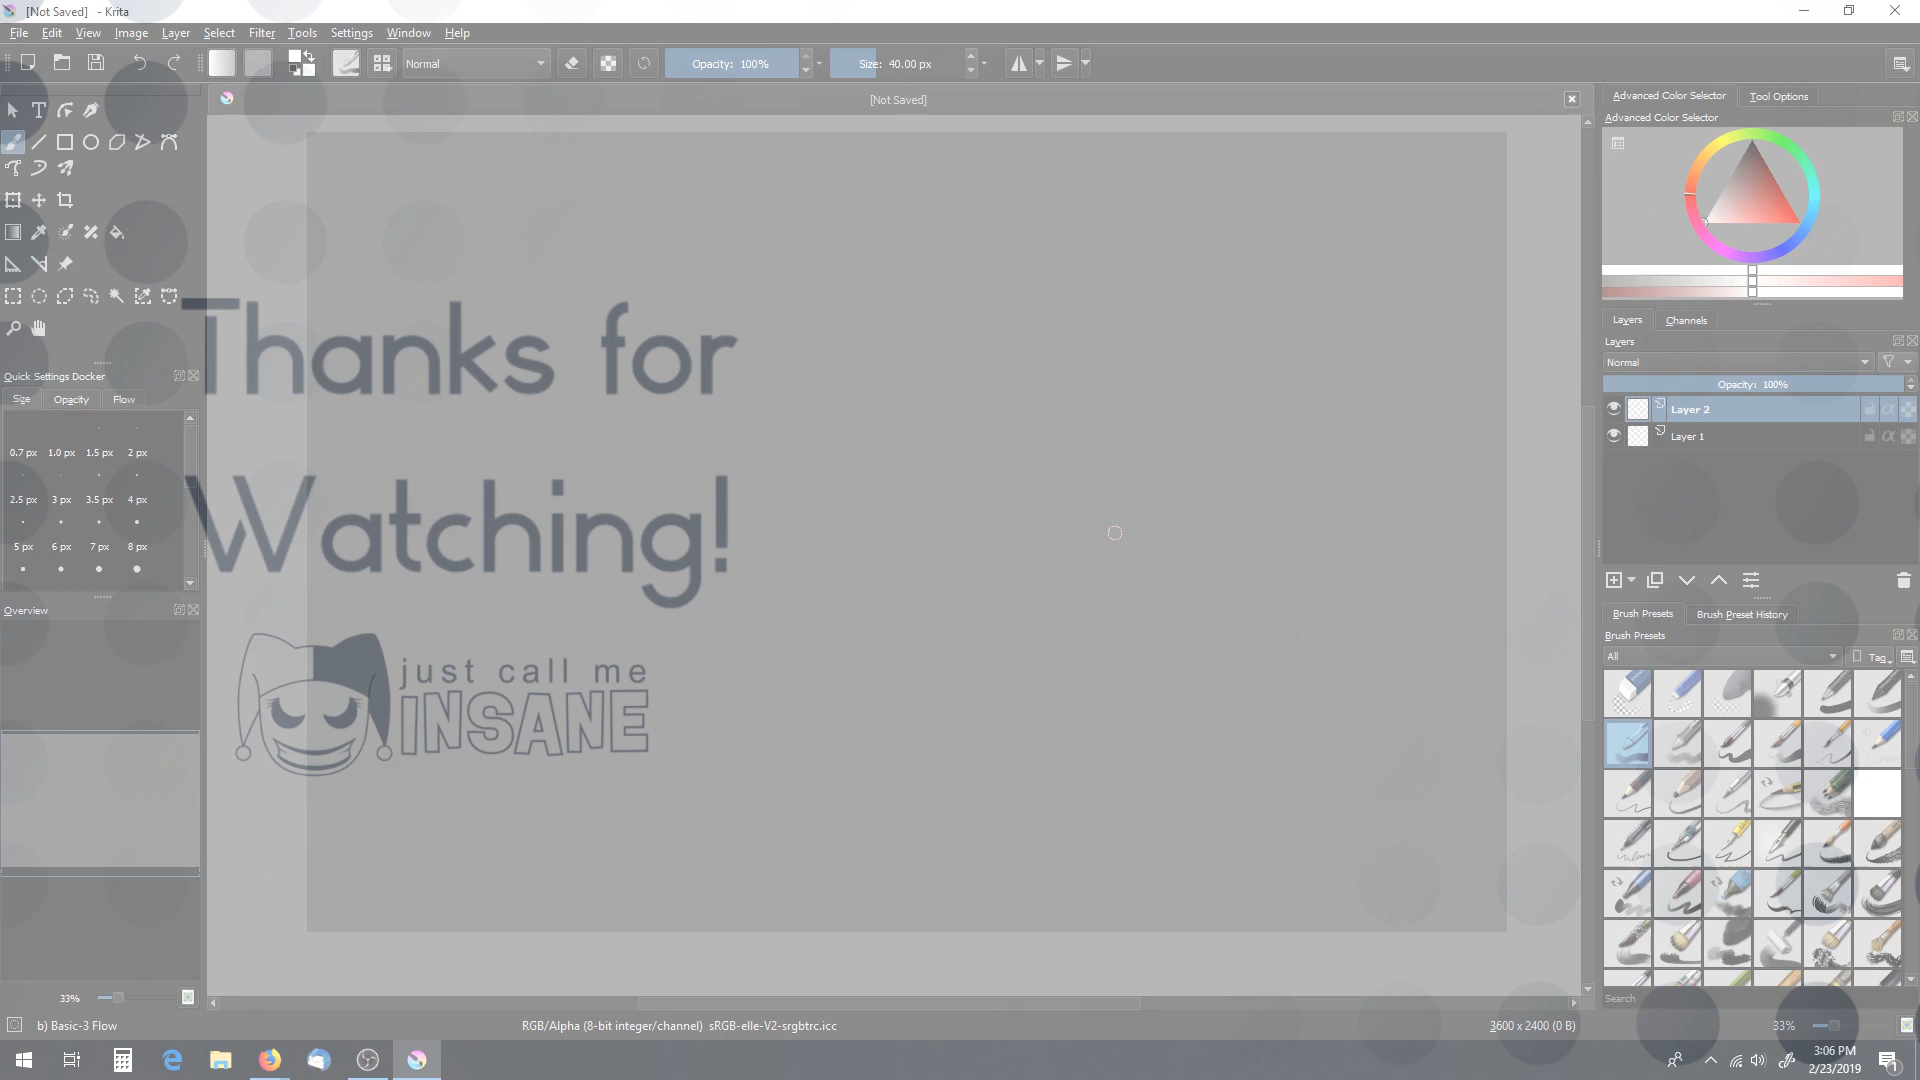 [Not Saved] - Krita
File Edit View Image Layer Select Filter Tools Settings Window Help
Normal Opacity: 100% Size: 40.00 px
[Not Saved]
Advanced Color Selector Tool Options
Advanced Color Selector
Layers Channels
Layers
Normal
Opacity: 100%
Layer 2
Layer 1
Quick Settings Docker
Size Opacity Flow
0.7 px 1.0 px 1.5 px 2 px
2.5 px 3 px 3.5 px 4 px
5 px 6 px 7 px 8 px
Overview
Thanks for
Watching!
just call me
INSANE
Brush Presets Brush Preset History
Brush Presets
All Tag
Search
33%
b) Basic-3 Flow
RGB/Alpha (8-bit integer/channel) sRGB-elle-V2-srgbtrc.icc
3600 x 2400 (0 B)
33%
3:06 PM
2/23/2019
1